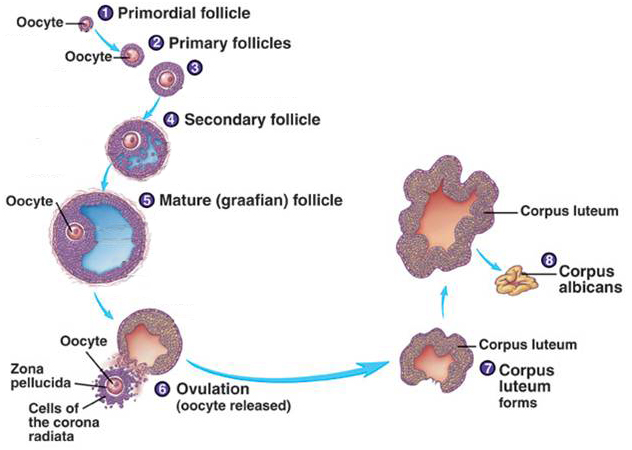 Oocyte
1 Primordial follicle
Oocyte
2 Primary follicles
3
4 Secondary follicle
Oocyte
5 Mature (graafian) follicle
Oocyte
Zona
pellucida
Cells of
the corona
radiata
6 Ovulation
(oocyte released)
Corpus luteum
7 Corpus
luteum
forms
Corpus luteum
8
Corpus
albicans